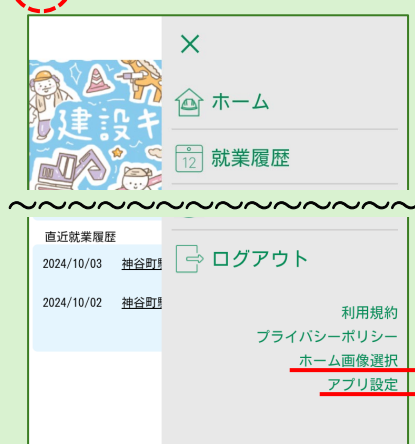 建設キ
ホーム
12
就業履歴
直近就業履歴
2024/10/03 神谷町
2024/10/02 神谷町
ログアウト
利用規約
プライバシーポリシー
ホーム画像選択
アプリ設定